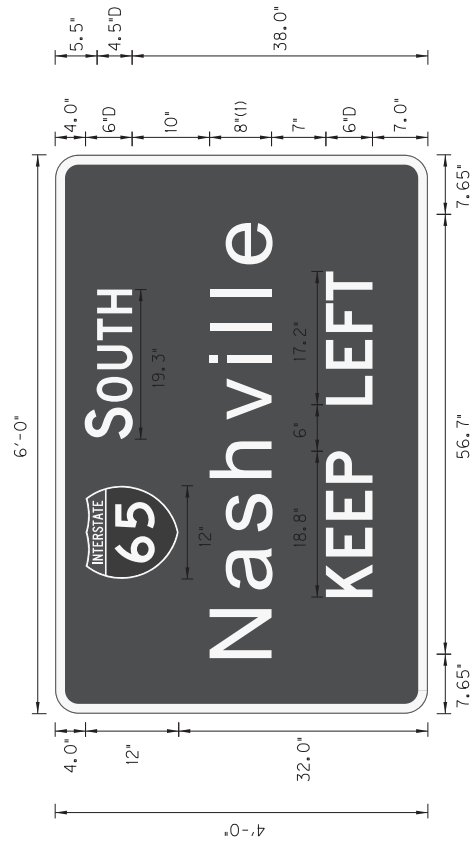 6'-0"
INTERSTATE
65
SOUTH
19.3"
12"
Nashville
18.8" 6" 17.2"
KEEP LEFT
7.65" 56.7" 7.65"
4'-0"
4.0"
12"
32.0"
4.0"
6"D
10"
8"(1)
7"
6"D
7.0"
5.5"
4.5"D
38.0"